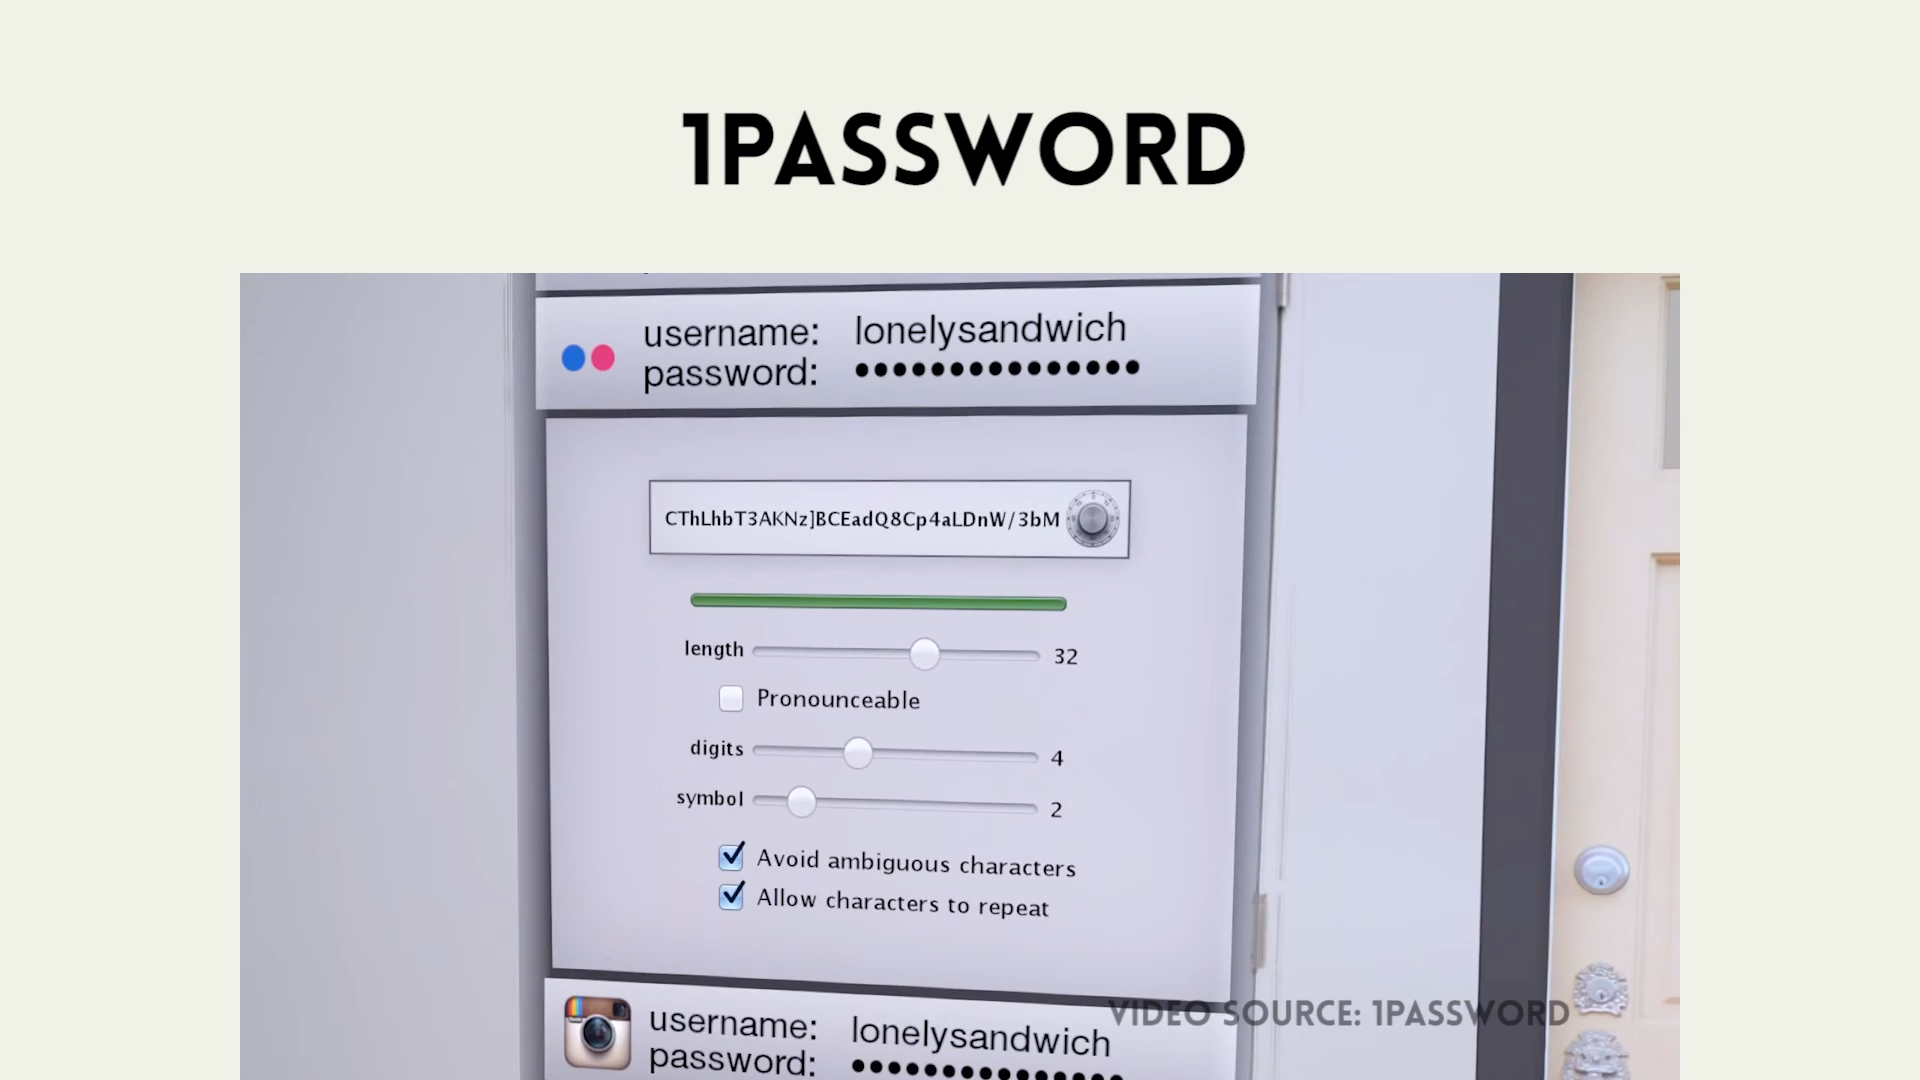 1PASSWORD
username: lonelysandwich
password: ●●●●●●●●●●●●●●●
CThLhbT3AKNz]BCEadQ8Cp4aLDnW/3bM
length 32
Pronounceable
digits 4
symbol 2
Avoid ambiguous characters
Allow characters to repeat
username: lonelysandwich
password: ●●●●●●●●●●●●●●●
VIDEO SOURCE: 1PASSWORD